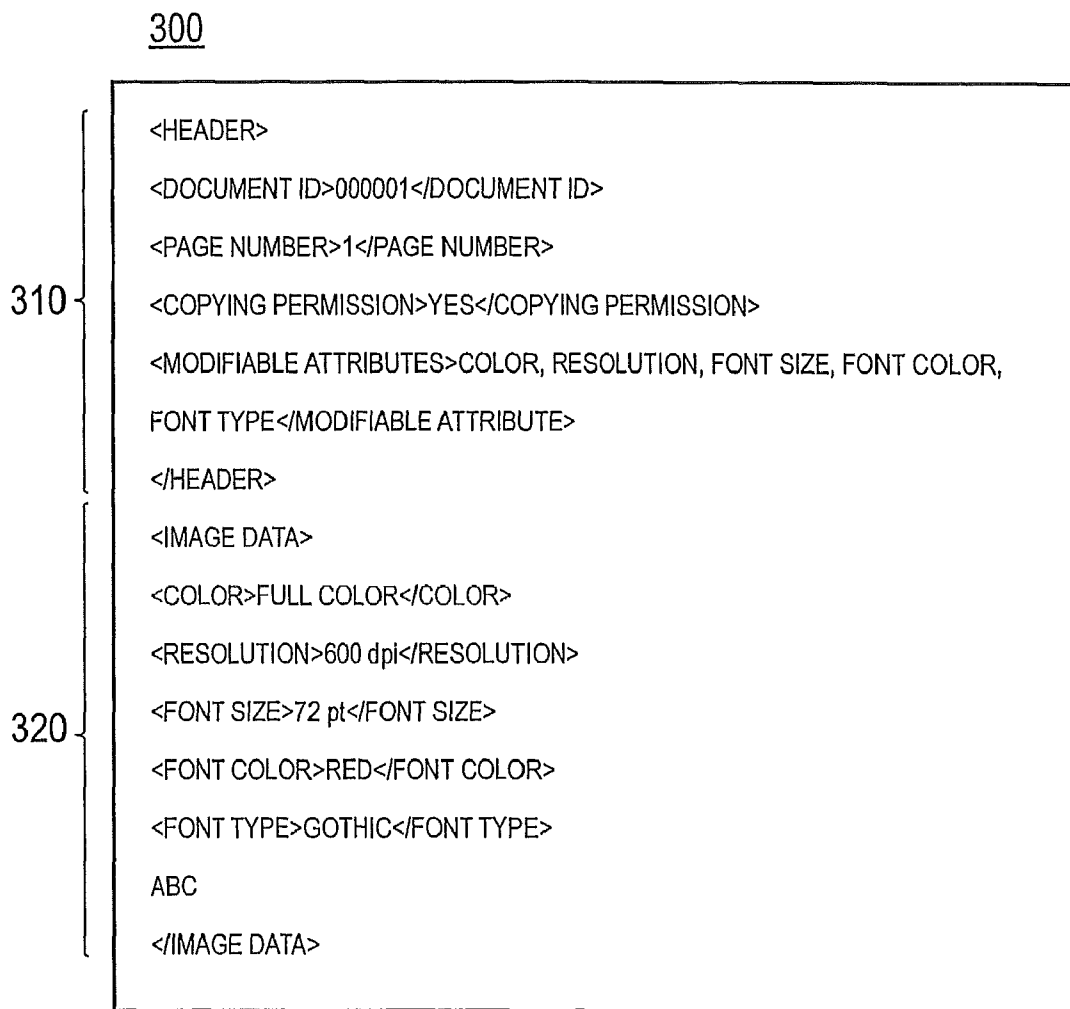 300
<HEADER>
<DOCUMENT ID>000001</DOCUMENT ID>
<PAGE NUMBER>1</PAGE NUMBER>
310
<COPYING PERMISSION>YES</COPYING PERMISSION>
<MODIFIABLE ATTRIBUTES>COLOR, RESOLUTION, FONT SIZE, FONT COLOR,
FONT TYPE</MODIFIABLE ATTRIBUTE>
</HEADER>
<IMAGE DATA>
<COLOR>FULL COLOR</COLOR>
<RESOLUTION>600 dpi</RESOLUTION>
<FONT SIZE>72 pt</FONT SIZE>
320
<FONT COLOR>RED</FONT COLOR>
<FONT TYPE>GOTHIC</FONT TYPE>
ABC
</IMAGE DATA>